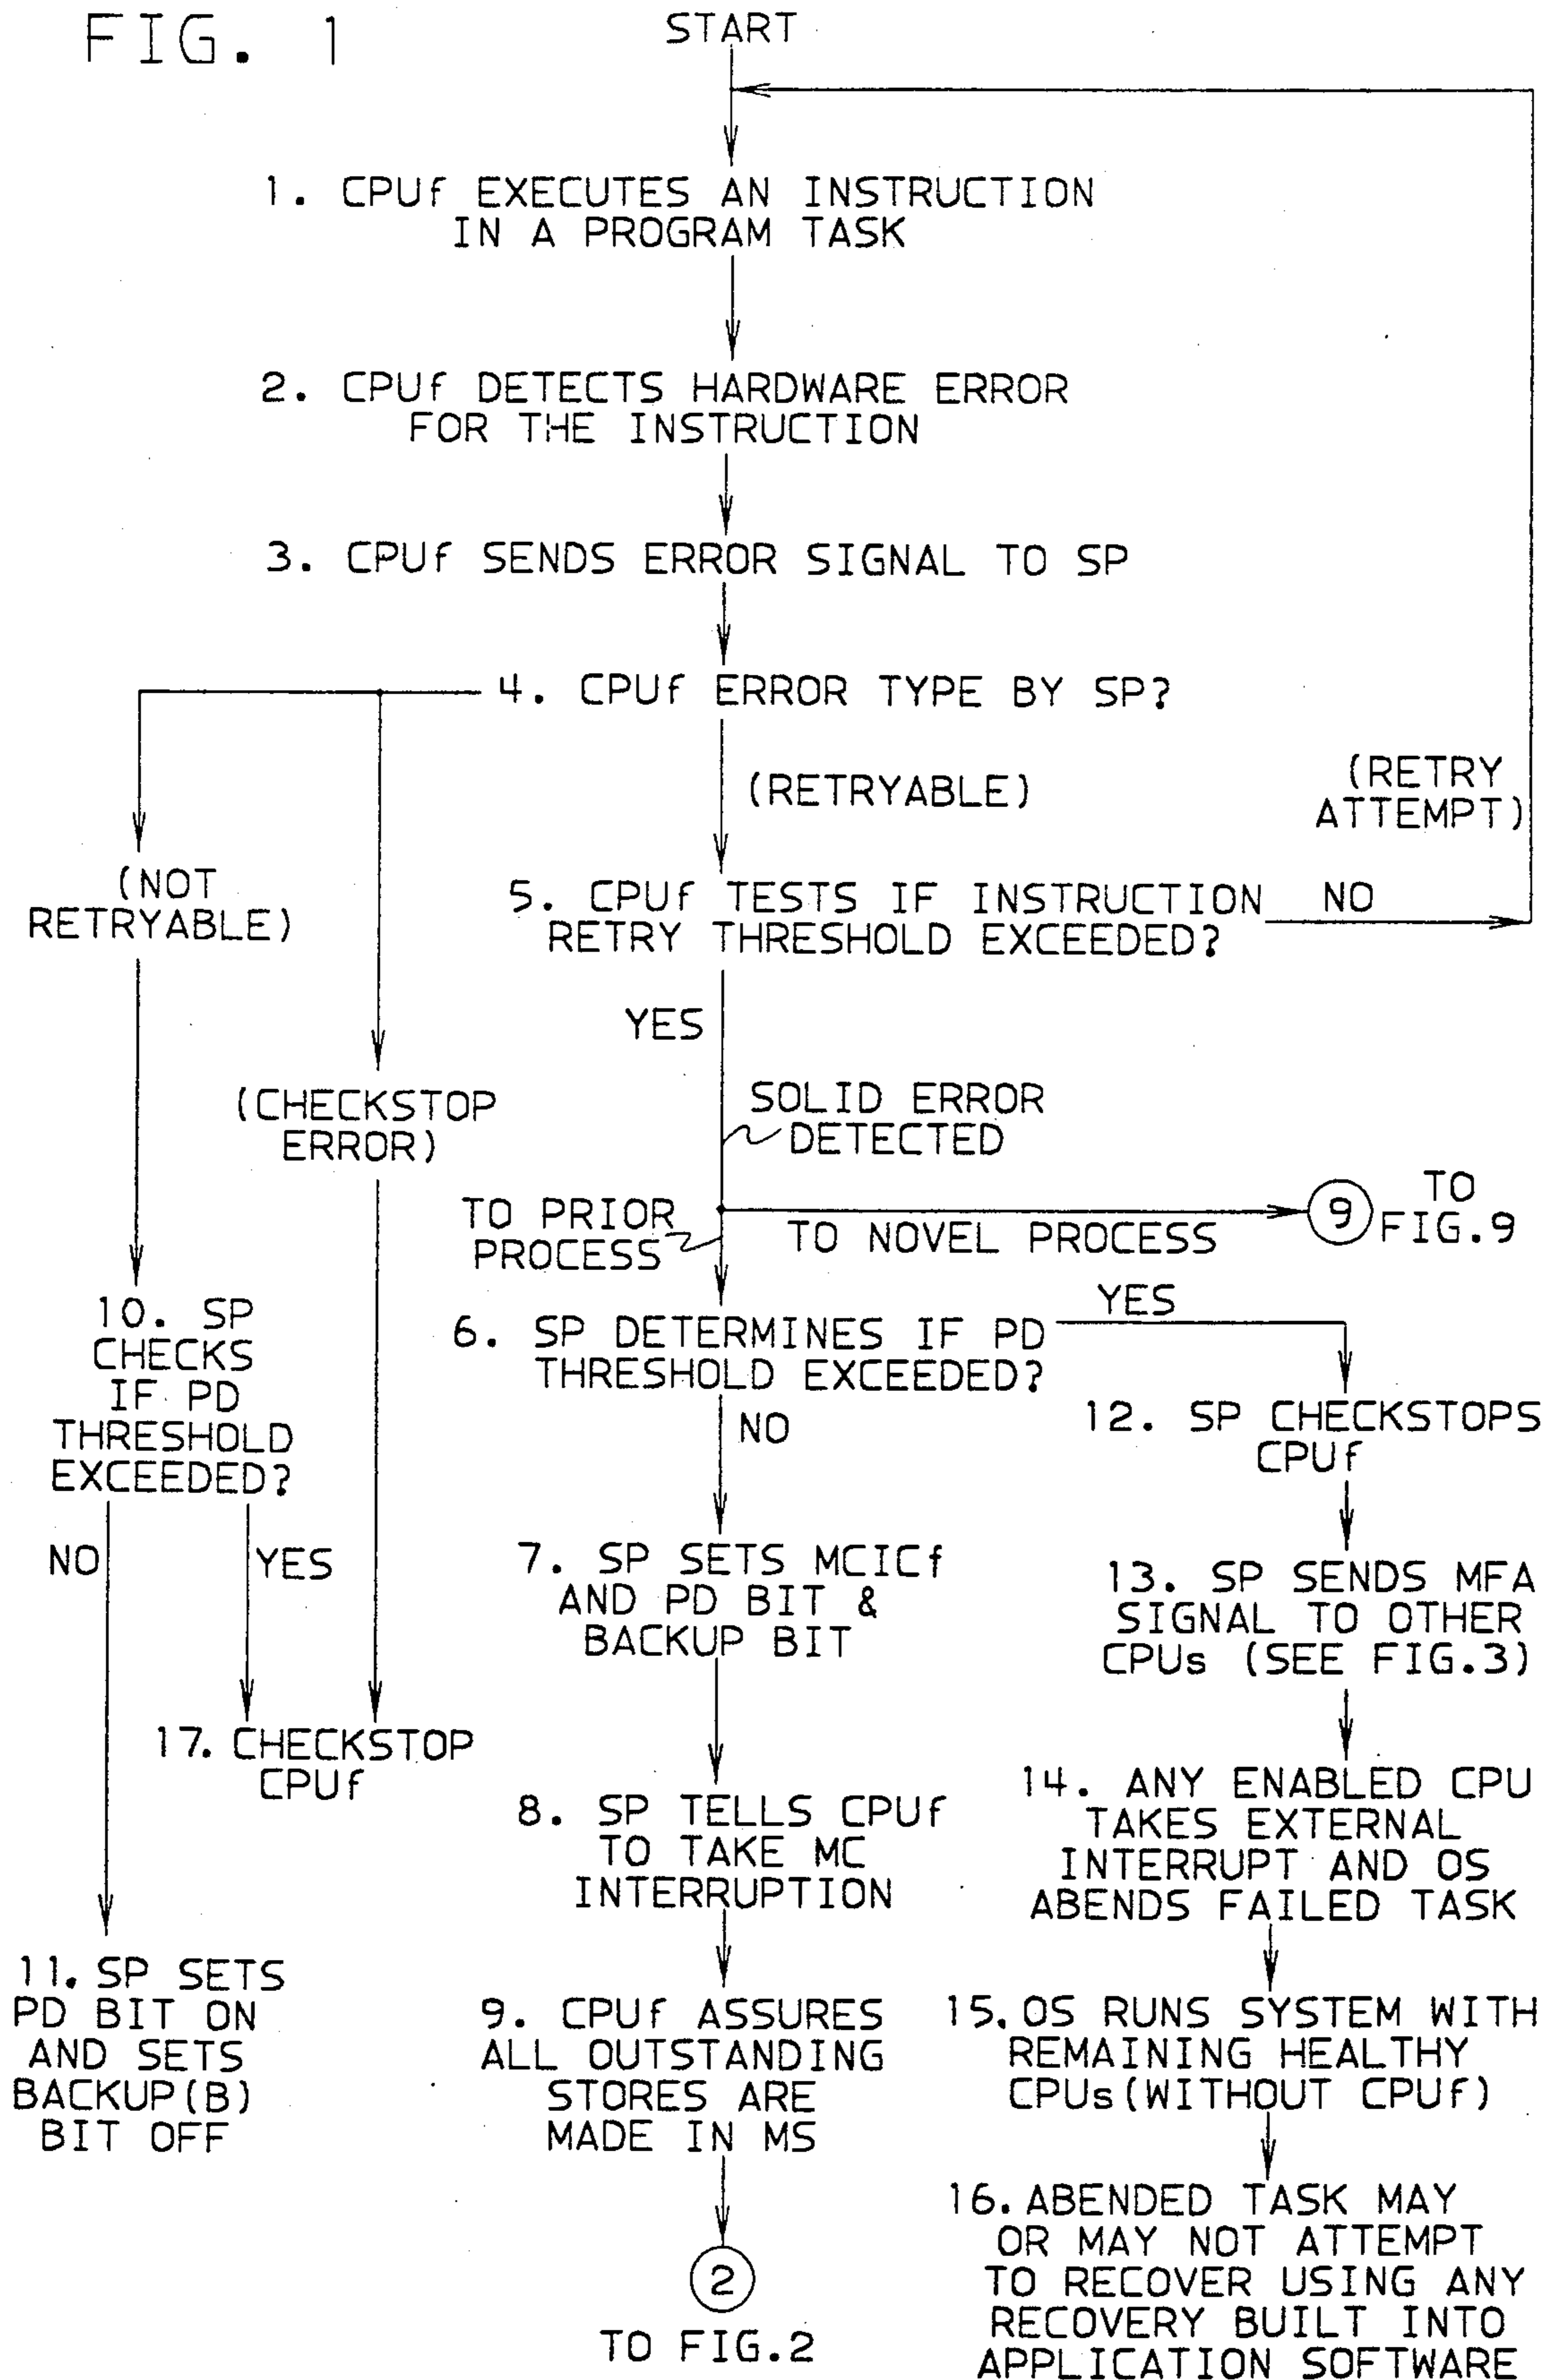 FIG. 1
START
1. CPUf EXECUTES AN INSTRUCTION
IN A PROGRAM TASK
2. CPUf DETECTS HARDWARE ERROR
FOR THE INSTRUCTION
3. CPUf SENDS ERROR SIGNAL TO SP
4. CPUf ERROR TYPE BY SP?
(RETRYABLE)
(RETRY
ATTEMPT)
(NOT
RETRYABLE)
5. CPUf TESTS IF INSTRUCTION
RETRY THRESHOLD EXCEEDED?
NO
YES
(CHECKSTOP
ERROR)
SOLID ERROR
DETECTED
TO PRIOR
PROCESS
TO NOVEL PROCESS
9
TO
FIG.9
10. SP
CHECKS
IF PD
THRESHOLD
EXCEEDED?
6. SP DETERMINES IF PD
THRESHOLD EXCEEDED?
YES
NO
12. SP CHECKSTOPS
CPUf
NO
YES
7. SP SETS MCICf
AND PD BIT &
BACKUP BIT
13. SP SENDS MFA
SIGNAL TO OTHER
CPUs (SEE FIG.3)
17. CHECKSTOP
CPUf
8. SP TELLS CPUf
TO TAKE MC
INTERRUPTION
14. ANY ENABLED CPU
TAKES EXTERNAL
INTERRUPT AND OS
ABENDS FAILED TASK
11. SP SETS
PD BIT ON
AND SETS
BACKUP(B)
BIT OFF
9. CPUf ASSURES
ALL OUTSTANDING
STORES ARE
MADE IN MS
15. OS RUNS SYSTEM WITH
REMAINING HEALTHY
CPUs(WITHOUT CPUf)
2
TO FIG.2
16. ABENDED TASK MAY
OR MAY NOT ATTEMPT
TO RECOVER USING ANY
RECOVERY BUILT INTO
APPLICATION SOFTWARE